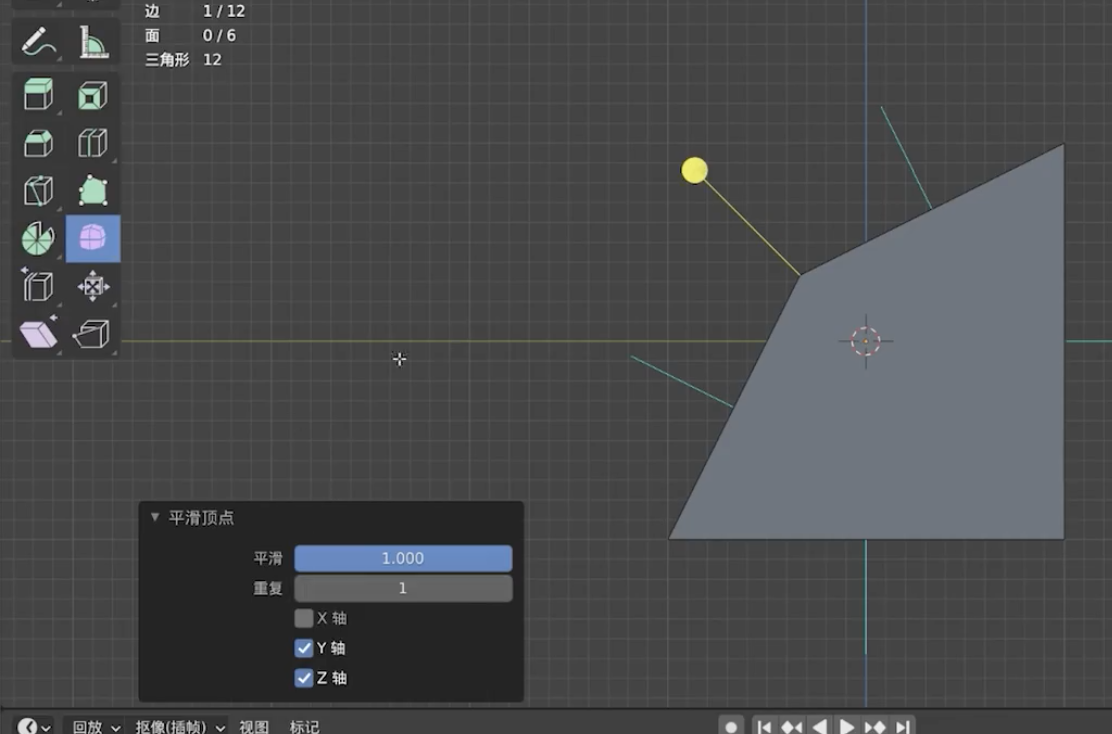 边 1 / 12
面 0 / 6
三角形 12
平滑顶点
平滑 1.000
重复 1
X 轴
Y 轴
Z 轴
回放 抠像(插帧) 视图 标记